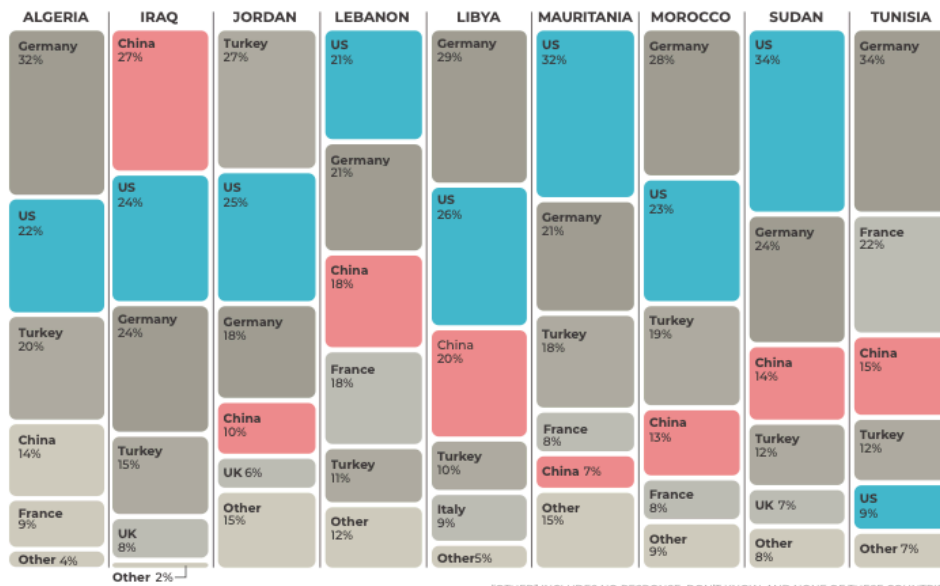 ALGERIA
Germany
32%
US
22%
Turkey
20%
China
14%
France
9%
Other 4%
IRAQ
China
27%
US
24%
Germany
24%
Turkey
15%
UK
8%
Other 2%
JORDAN
Turkey
27%
US
25%
Germany
18%
China
10%
UK 6%
Other
15%
LEBANON
US
21%
Germany
21%
China
18%
France
18%
Turkey
11%
Other
12%
LIBYA
Germany
29%
US
26%
China
20%
Turkey
10%
Italy
9%
Other5%
MAURITANIA
US
32%
Germany
21%
Turkey
18%
France
8%
China 7%
Other
15%
MOROCCO
Germany
28%
US
23%
Turkey
19%
China
13%
France
8%
Other
9%
SUDAN
US
34%
Germany
24%
China
14%
Turkey
12%
UK 7%
Other
8%
TUNISIA
Germany
34%
France
22%
China
15%
Turkey
12%
US
9%
Other 7%